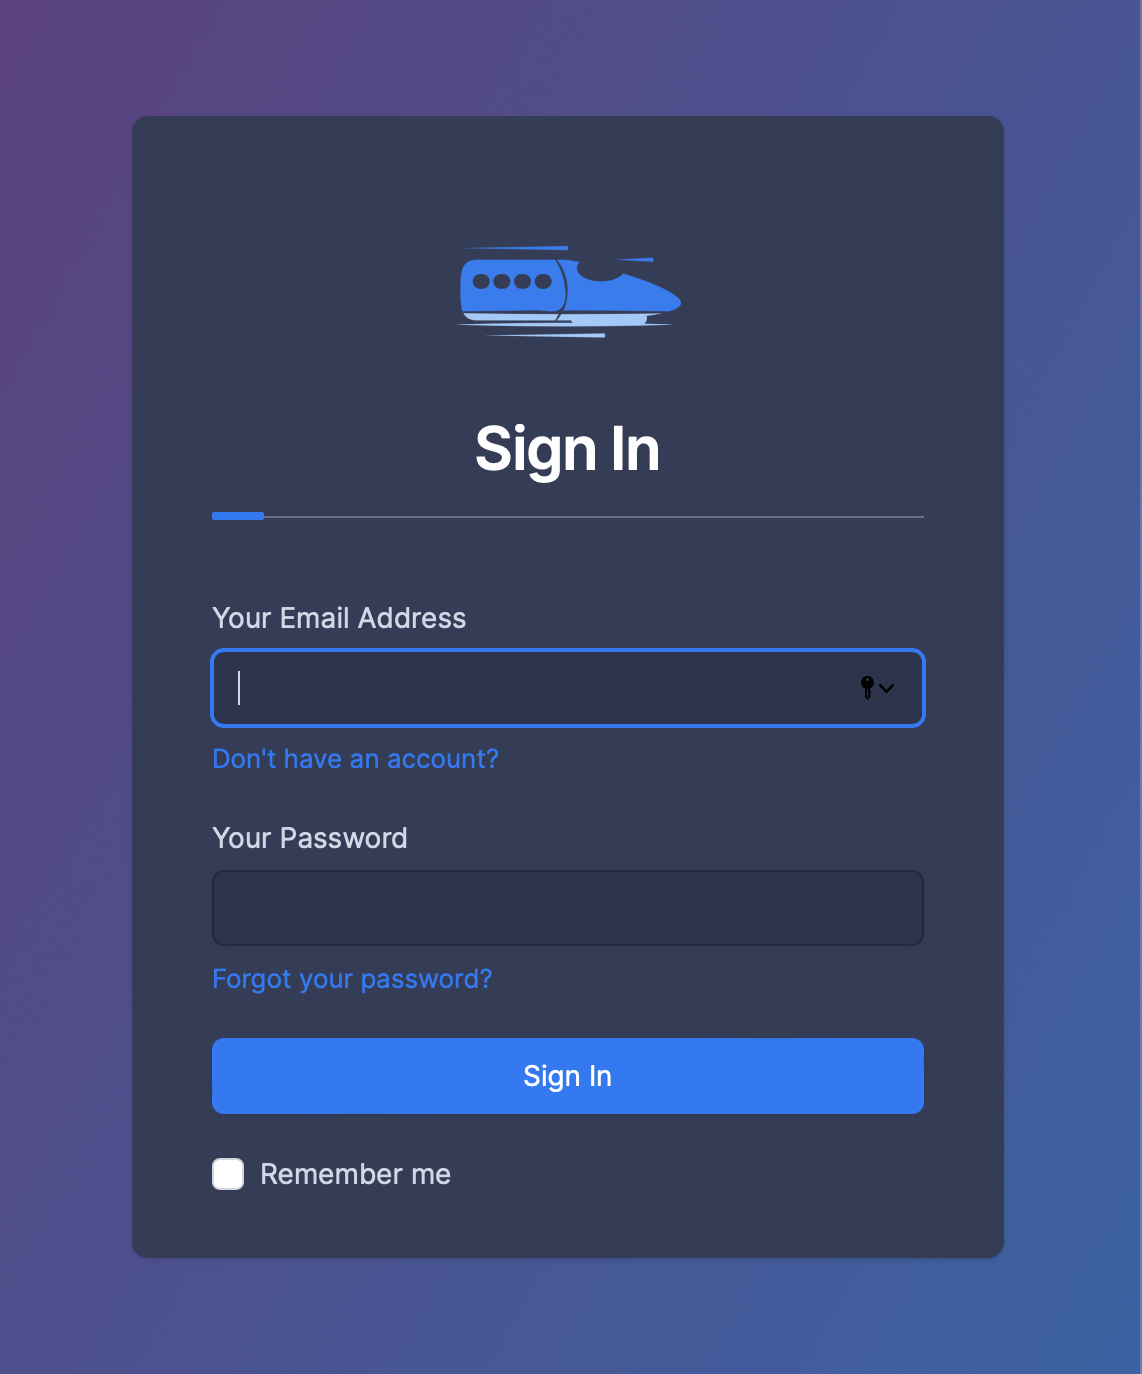 Sign In
Your Email Address
Don't have an account?
Your Password
Forgot your password?
Sign In
Remember me